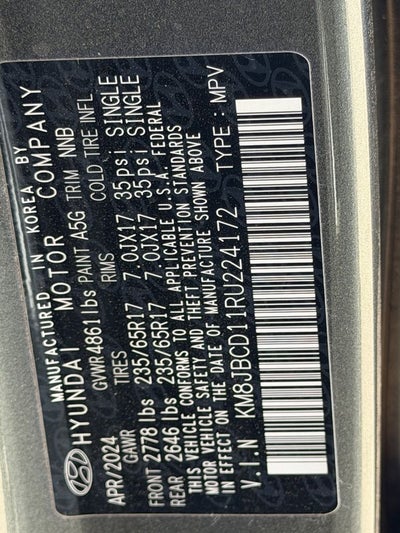 MANUFACTURED IN KOREA BY
HYUNDAI MOTOR COMPANY
APR/2024 GVWR 4861 lbs PAINT A5G TRIM NNB
GAWR TIRES RIMS COLD TIRE INFL
FRONT 2778 lbs 235/65R17 7.0JX17 35psi SINGLE
REAR 2646 lbs 235/65R17 7.0JX17 35psi SINGLE
THIS VEHICLE CONFORMS TO ALL APPLICABLE U.S.A. FEDERAL
MOTOR VEHICLE SAFETY AND THEFT PREVENTION STANDARDS
IN EFFECT ON THE DATE OF MANUFACTURING SHOWN ABOVE
V.I.N KM8JBCD11RU224172 TYPE : MPV